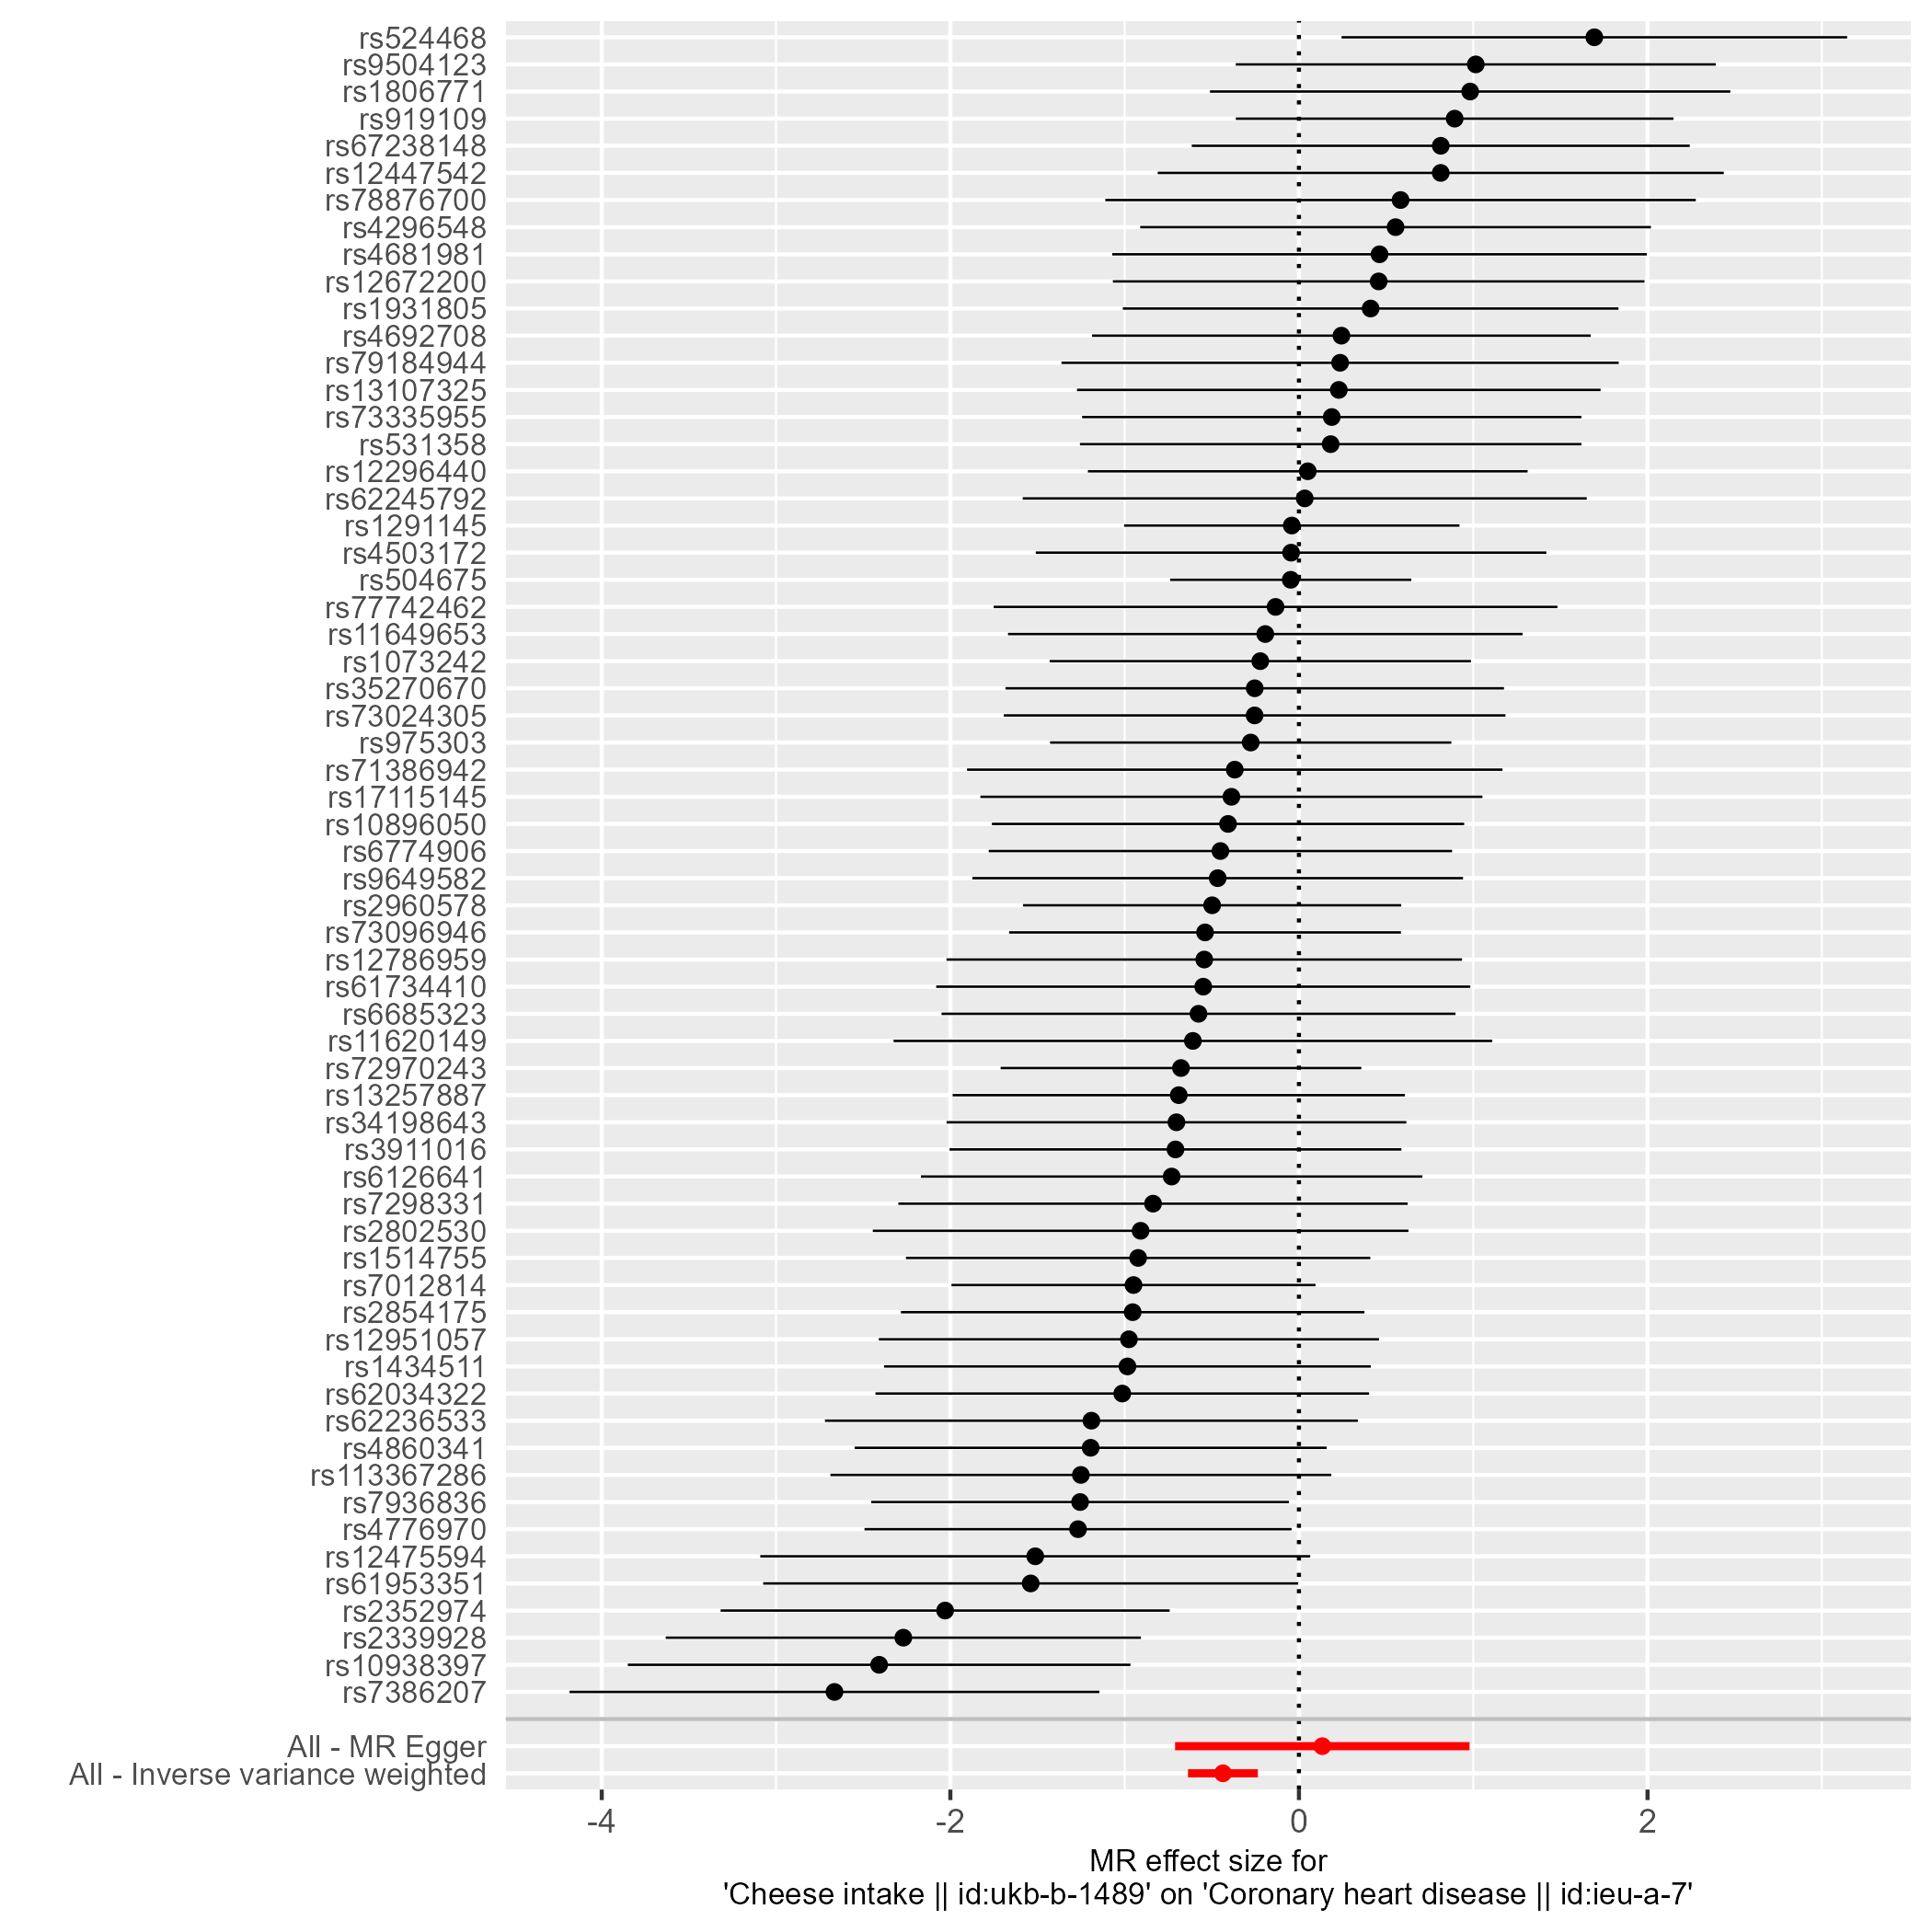 rs524468
rs9504123
rs1806771
rs919109
rs67238148
rs12447542
rs78876700
rs4296548
rs4681981
rs12672200
rs1931805
rs4692708
rs79184944
rs13107325
rs73335955
rs531358
rs12296440
rs62245792
rs1291145
rs4503172
rs504675
rs77742462
rs11649653
rs1073242
rs35270670
rs73024305
rs975303
rs71386942
rs17115145
rs10896050
rs6774906
rs9649582
rs2960578
rs73096946
rs12786959
rs61734410
rs6685323
rs11620149
rs72970243
rs13257887
rs34198643
rs3911016
rs6126641
rs7298331
rs2802530
rs1514755
rs7012814
rs2854175
rs12951057
rs1434511
rs62034322
rs62236533
rs4860341
rs113367286
rs7936836
rs4776970
rs12475594
rs61953351
rs2352974
rs2339928
rs10938397
rs7386207
All - MR Egger
All - Inverse variance weighted
-4 -2 0 2
MR effect size for
'Cheese intake || id:ukb-b-1489' on 'Coronary heart disease || id:ieu-a-7'